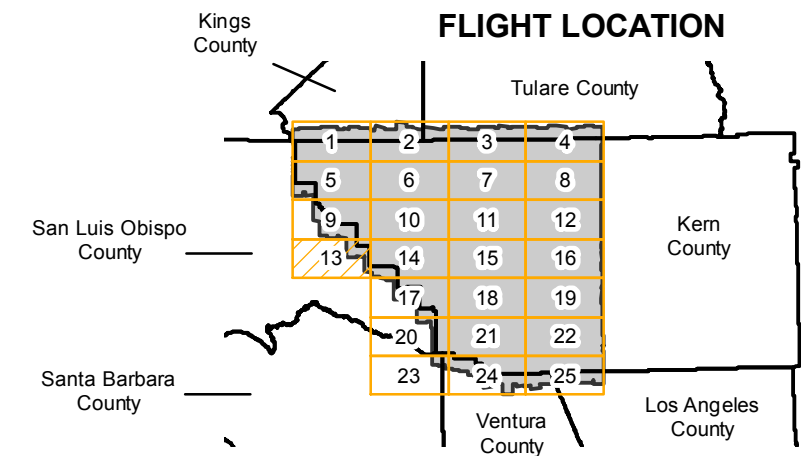 Kings
County
FLIGHT LOCATION
Tulare County
1
2
3
4
5
6
7
8
San Luis Obispo
County
9
10
11
12
Kern
County
13
14
15
16
17
18
19
20
21
22
Santa Barbara
County
23
24
25
Ventura
County
Los Angeles
County